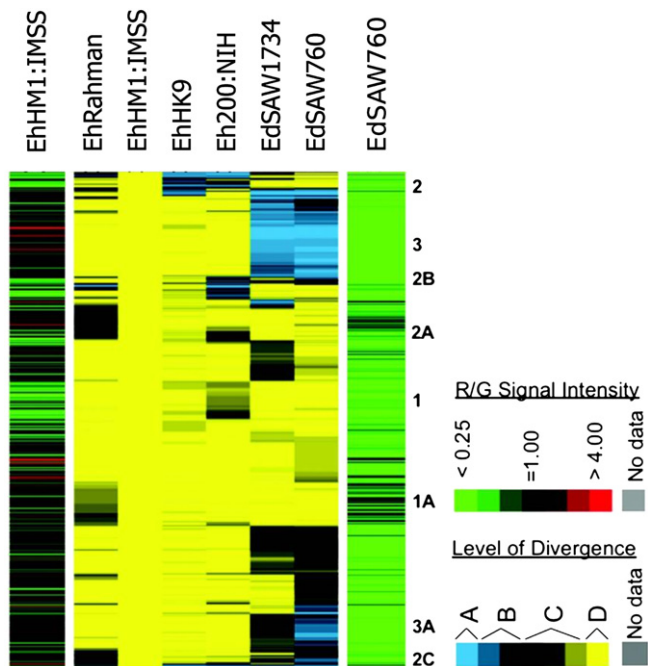 EhHM1:IMSS
EhRahman
EhHM1:IMSS
EhHK9
Eh200:NIH
EdSAW1734
EdSAW760
EdSAW760
2
3
2B
2A
1
1A
3A
2C
R/G Signal Intensity
< 0.25
=1.00
> 4.00
No data
Level of Divergence
A
B
C
D
No data